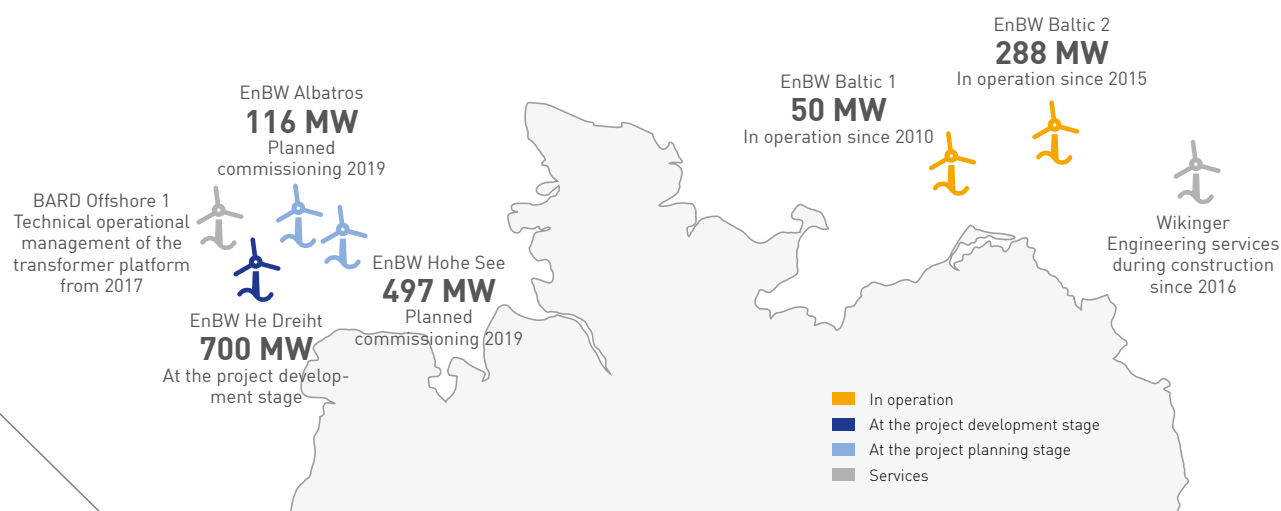 EnBW Baltic 2
288 MW
In operation since 2015
EnBW Baltic 1
50 MW
In operation since 2010
EnBW Albatros
116 MW
Planned
commissioning 2019
BARD Offshore 1
Technical operational
management of the
transformer platform
from 2017
EnBW Hohe See
497 MW
Planned
commissioning 2019
EnBW He Dreiht
700 MW
At the project develop-
ment stage
Wikinger
Engineering services
during construction
since 2016
In operation
At the project development stage
At the project planning stage
Services